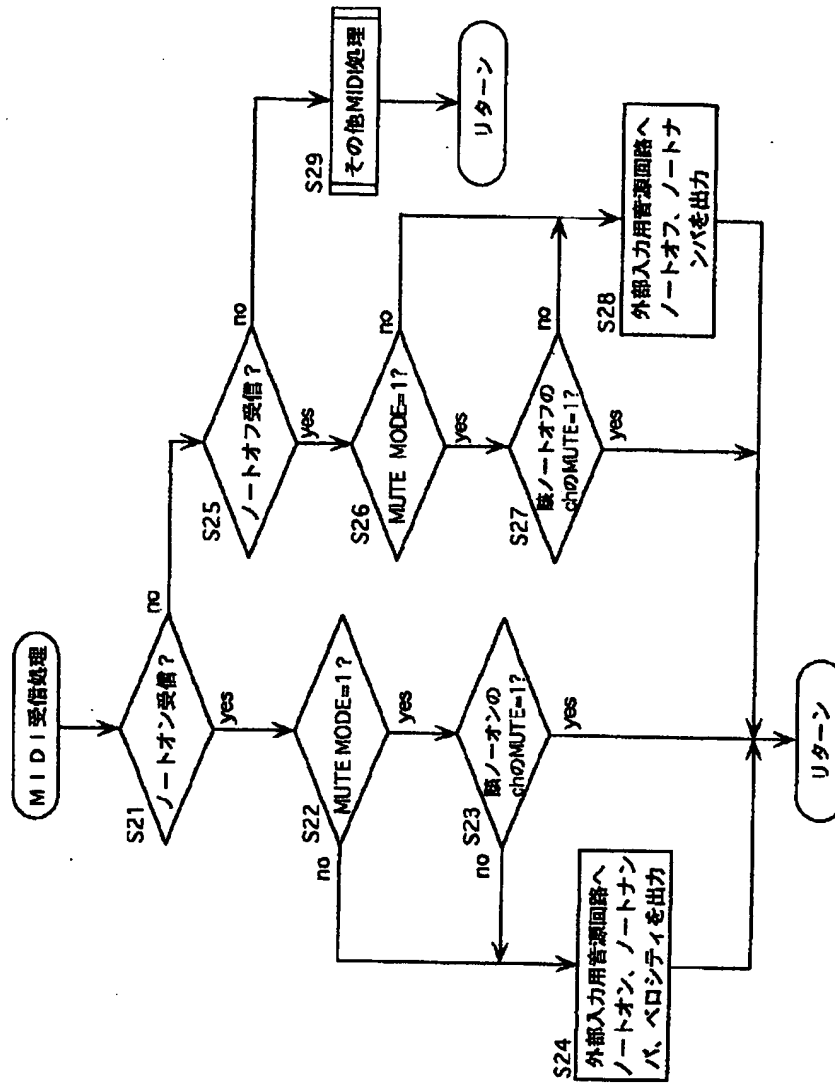 MIDI受信処理
S21
ノートオン受信?
no
yes
S22
MUTE MODE=1?
no
yes
S23
該ノーオンの
chのMUTE=1?
no
yes
S24
外部入力用音源回路へ
ノートオン、ノートナン
バ、ベロシティを出力
リターン
S25
ノートオフ受信?
no
yes
S26
MUTE MODE=1?
no
yes
S27
該ノートオフの
chのMUTE=1?
no
yes
S28
外部入力用音源回路へ
ノートオフ、ノートナ
ンバを出力
S29
その他MIDI処理
リターン